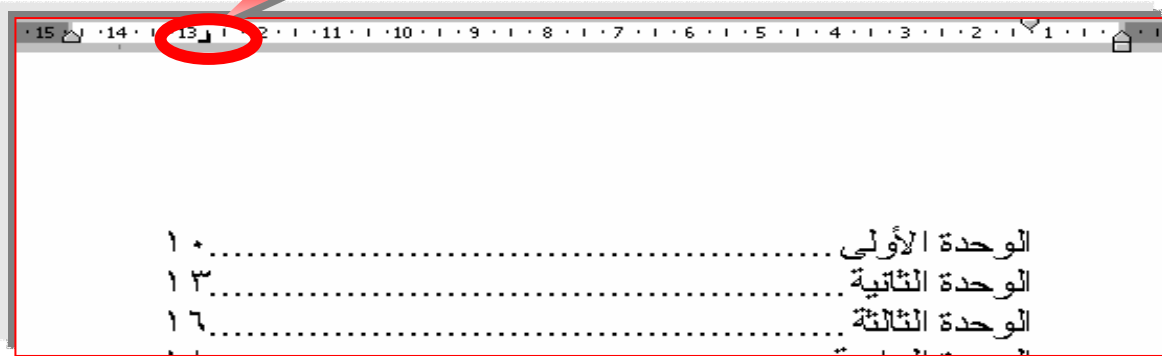 15 14 13 2 11 10 9 8 7 6 5 4 3 2 1
الوحدة الأولى................................................١٠
الوحدة الثانية................................................١٣
الوحدة الثالثة................................................١٦